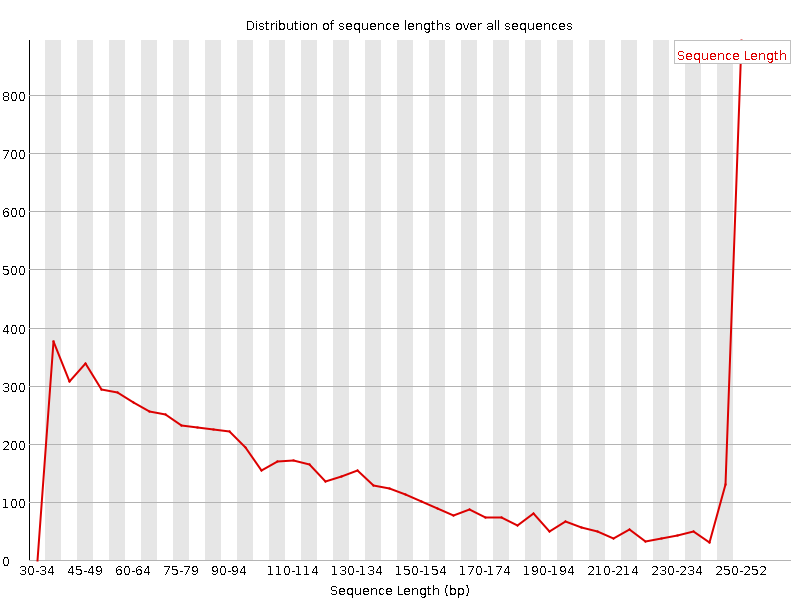 Distribution of sequence lengths over all sequences
Sequence Length
800
700
600
500
400
300
200
100
0
30-34 45-49 60-64 75-79 90-94 110-114 130-134 150-154 170-174 190-194 210-214 230-234 250-252
Sequence Length (bp)